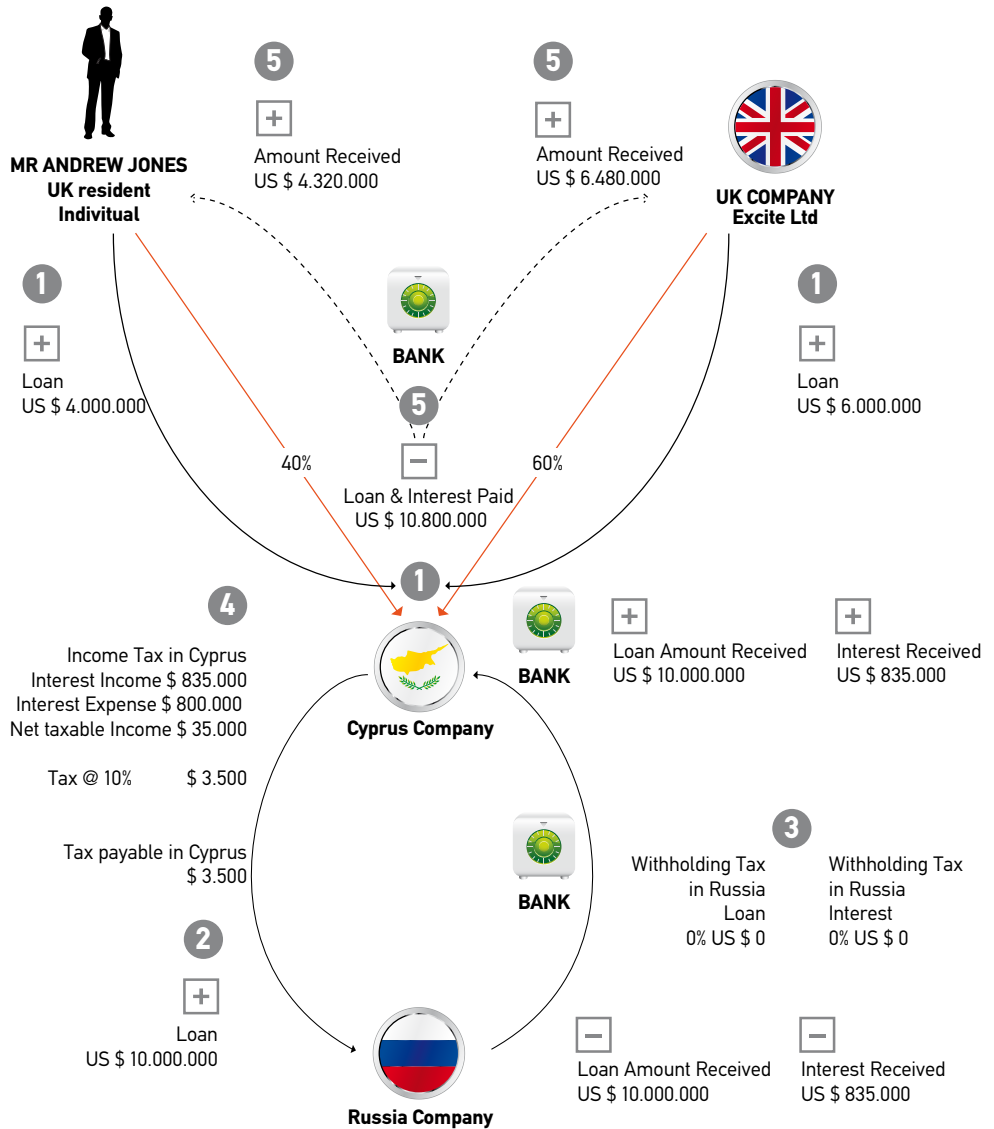 5
5
+
Amount Received
US $ 4.320.000
+
Amount Received
US $ 6.480.000
MR ANDREW JONES
UK resident
Indivitual
UK COMPANY
Excite Ltd
1
+
Loan
US $ 4.000.000
BANK
1
+
Loan
US $ 6.000.000
5
−
40%
60%
Loan & Interest Paid
US $ 10.800.000
1
4
Income Tax in Cyprus
Interest Income $ 835.000
Interest Expense $ 800.000
Net taxable Income $ 35.000
Tax @ 10% $ 3.500
Tax payable in Cyprus
$ 3.500
BANK
+
Loan Amount Received
US $ 10.000.000
+
Interest Received
US $ 835.000
Cyprus Company
BANK
3
Withholding Tax
in Russia
Loan
0% US $ 0
Withholding Tax
in Russia
Interest
0% US $ 0
2
+
Loan
US $ 10.000.000
Russia Company
−
Loan Amount Received
US $ 10.000.000
−
Interest Received
US $ 835.000